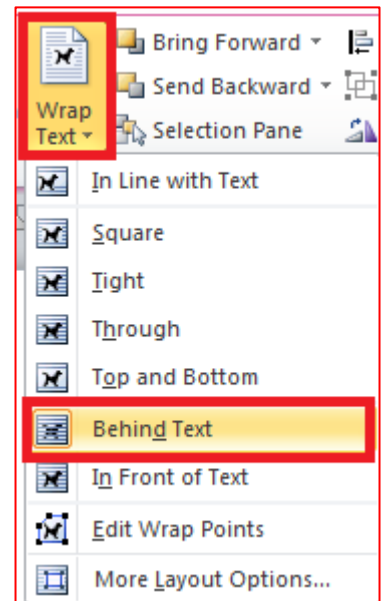 Wrap
Text
Bring Forward
Send Backward
Selection Pane
In Line with Text
Square
Tight
Through
Top and Bottom
Behind Text
In Front of Text
Edit Wrap Points
More Layout Options...